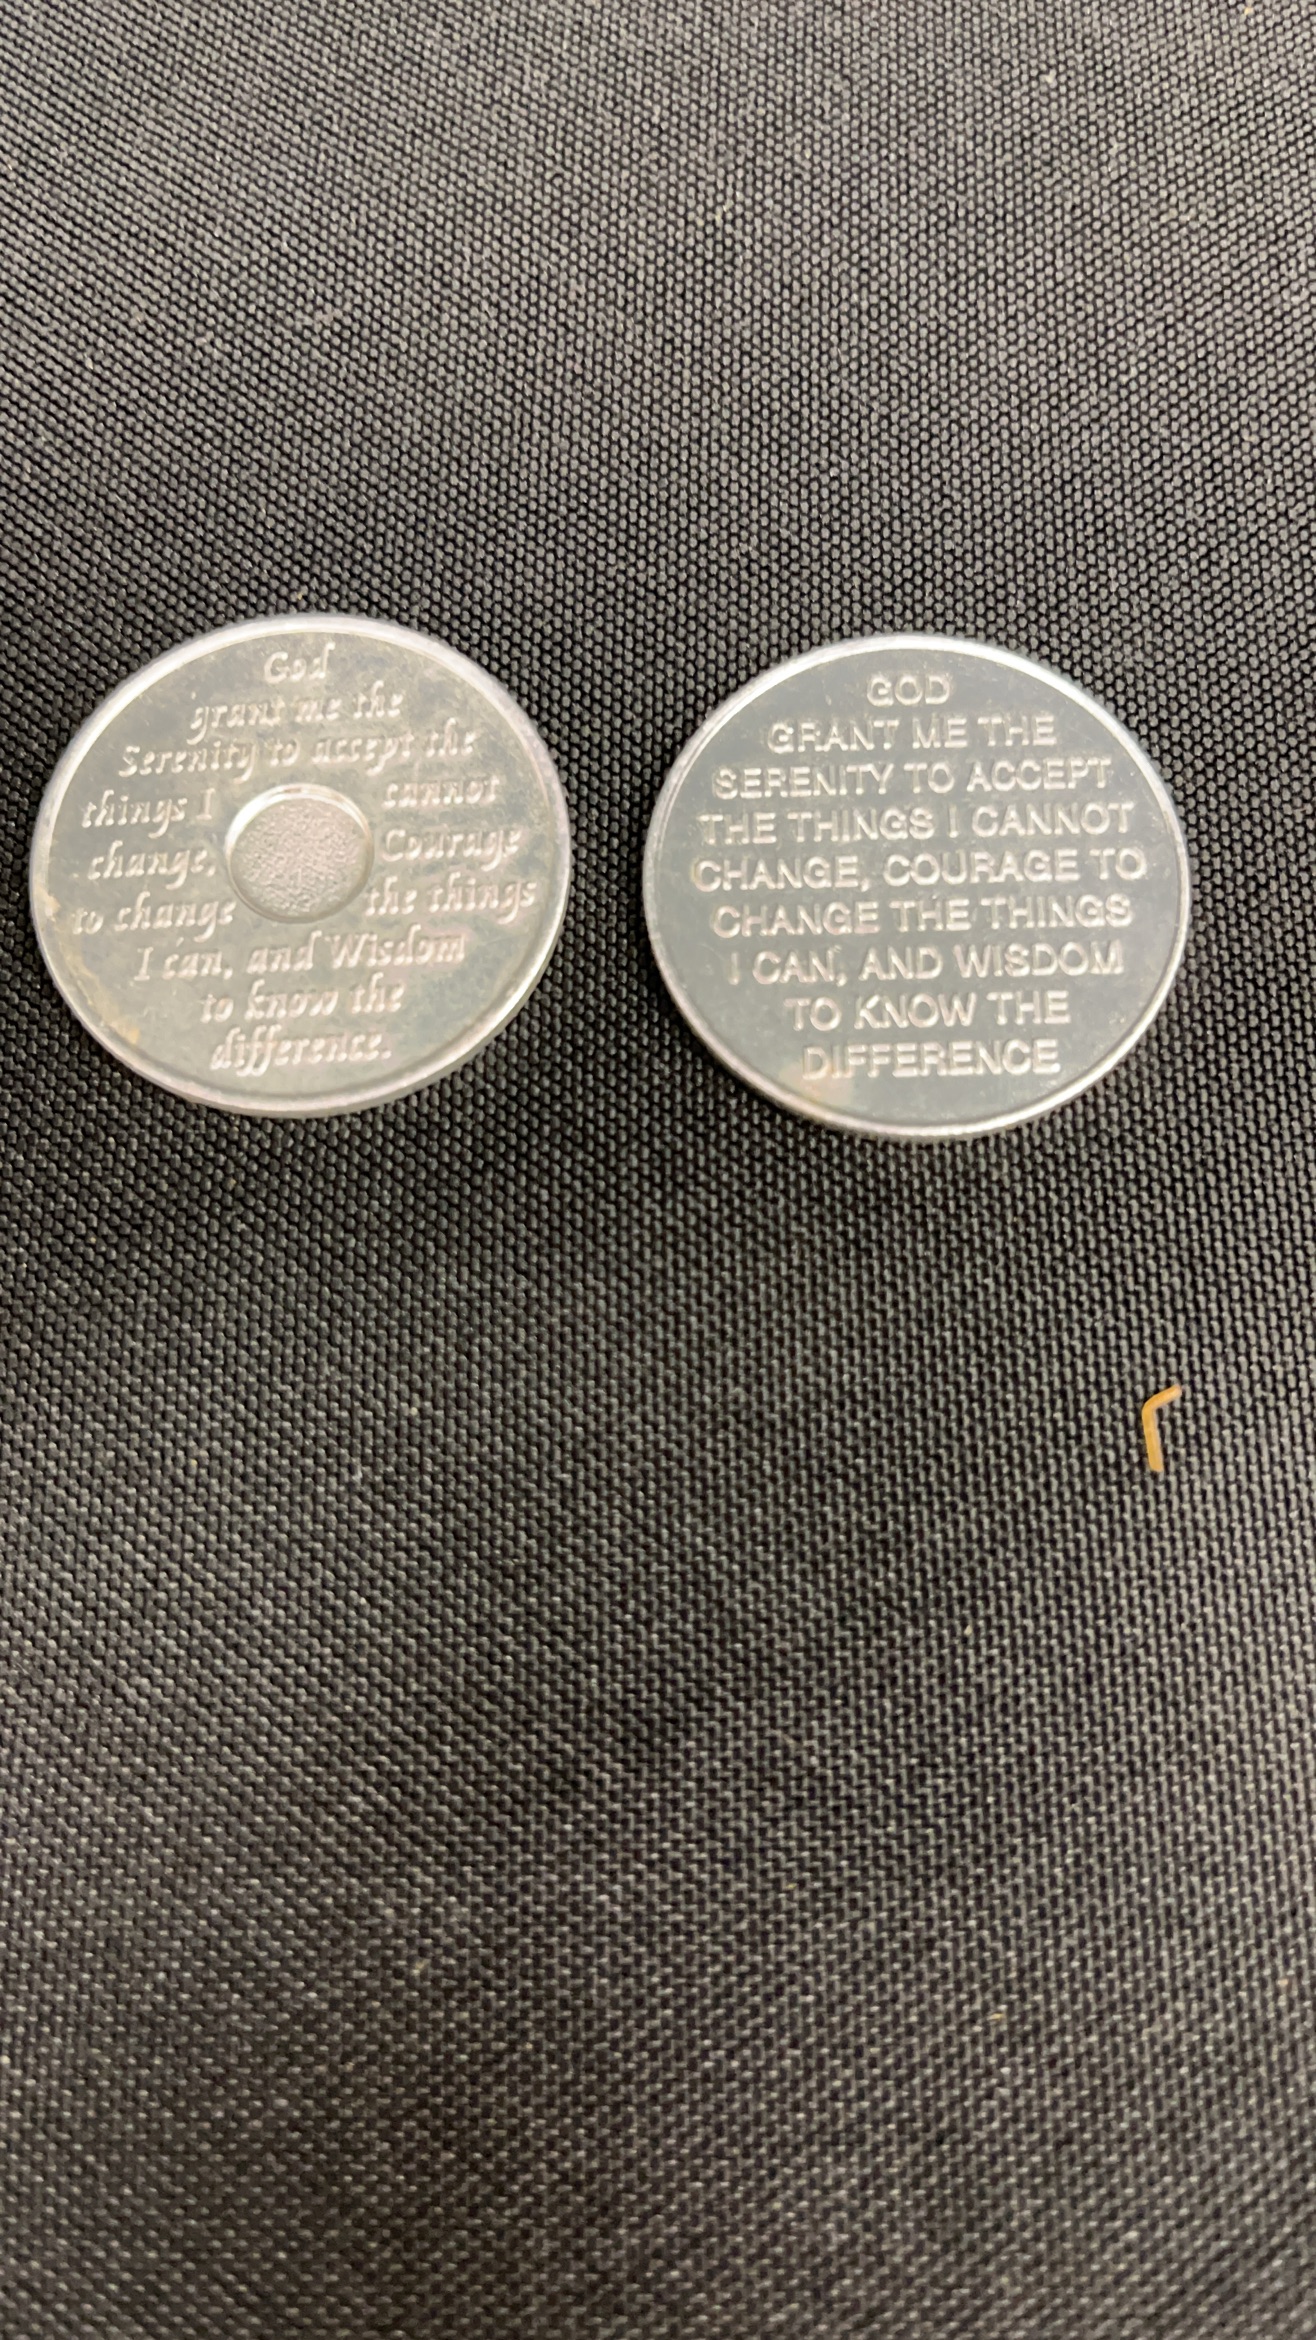 God
grant me the
Serenity to accept the
things I cannot
change, Courage
to change the things
I can, and Wisdom
to know the
difference.
GOD
GRANT ME THE
SERENITY TO ACCEPT
THE THINGS I CANNOT
CHANGE, COURAGE TO
CHANGE THE THINGS
I CAN, AND WISDOM
TO KNOW THE
DIFFERENCE